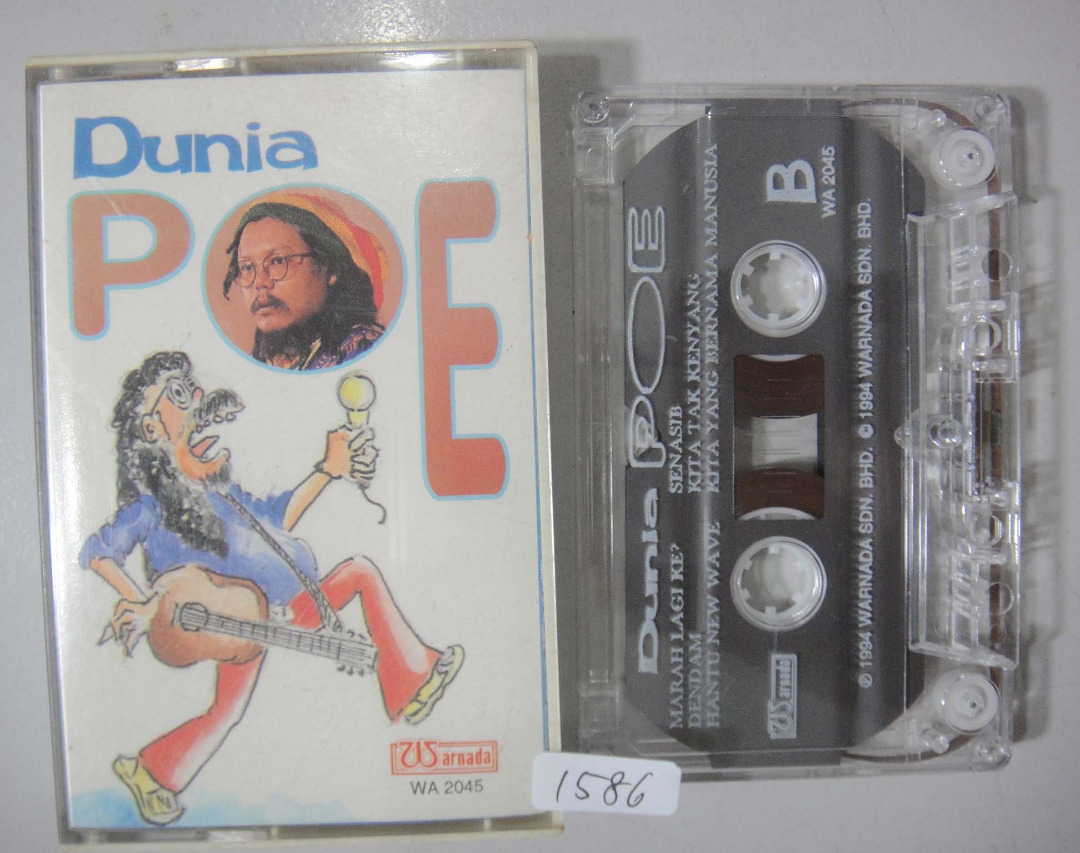 Dunia
POE
Warnada
WA 2045
1586
Dunia POE
B
WA 2045
MARAH LAGI KE?
DENDAM
HANTU NEW WAVE
SENASIB
KITA TAK KENYANG
KITA YANG BERNAMA MANUSIA
Warnada
℗ 1994 WARNADA SDN. BHD. © 1994 WARNADA SDN. BHD.